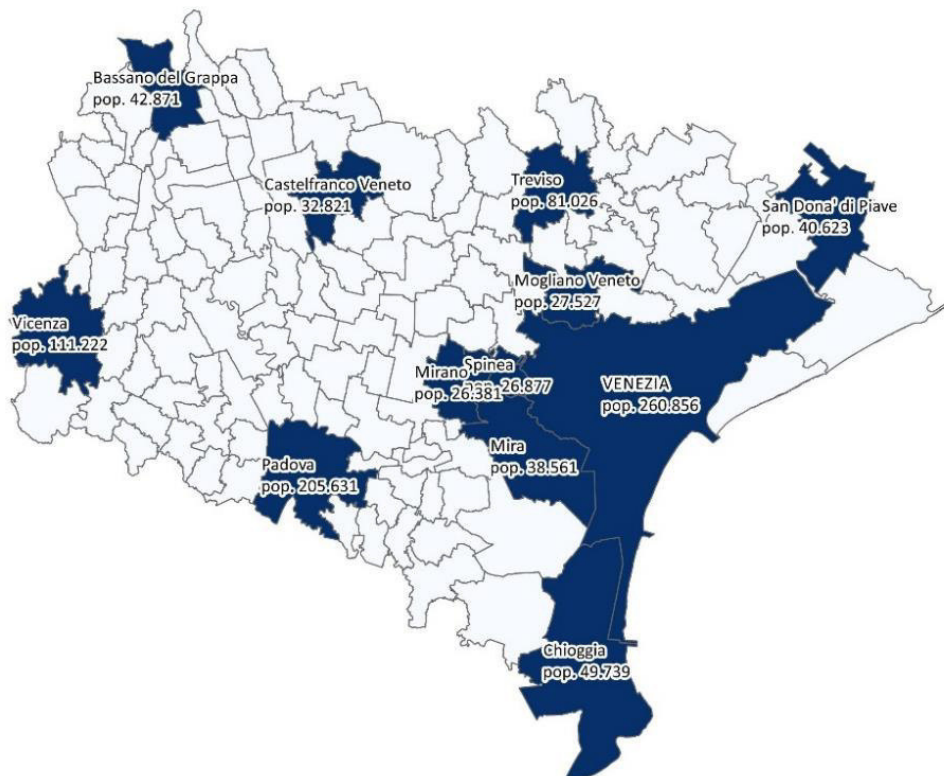 Bassano del Grappa
pop. 42.871
Castelfranco Veneto
pop. 32.821
Treviso
pop. 81.026
San Dona' di Piave
pop. 40.623
Mogliano Veneto
pop. 27.527
Vicenza
pop. 111.222
Spinea
pop. 26.877
Mirano
pop. 26.381
VENEZIA
pop. 260.856
Mira
pop. 38.561
Padova
pop. 205.631
Chioggia
pop. 49.739